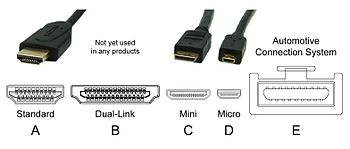 Not yet used
in any products
Automotive
Connection System
Standard
Dual-Link
Mini
Micro
A
B
C
D
E